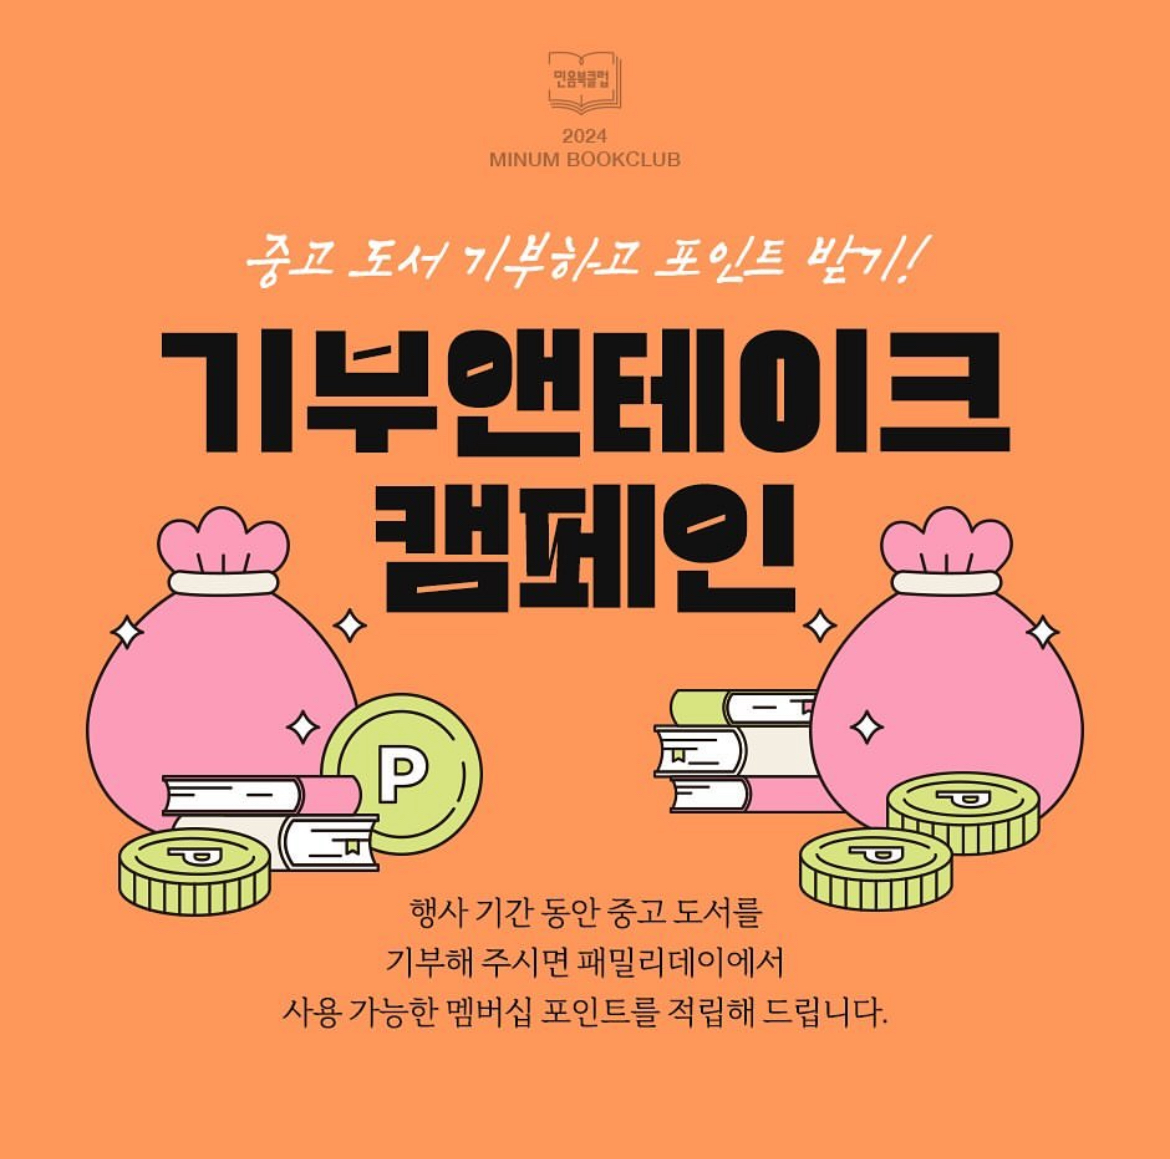 민음북클럽
2024
MINUM BOOKCLUB
중고 도서 기부하고 포인트 받기!
기부앤테이크
캠페인
P
P
P
P
행사 기간 동안 중고 도서를
기부해 주시면 패밀리데이에서
사용 가능한 멤버십 포인트를 적립해 드립니다.